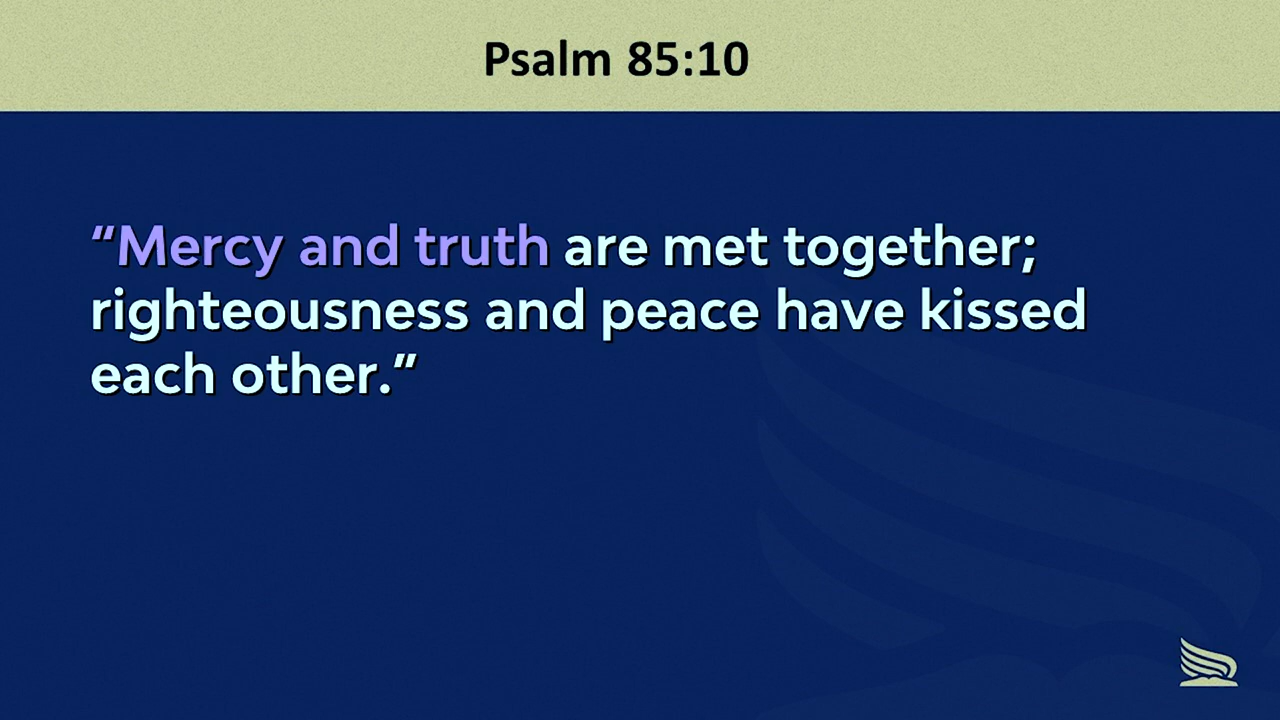 Psalm 85:10
“Mercy and truth are met together;
righteousness and peace have kissed
each other.”